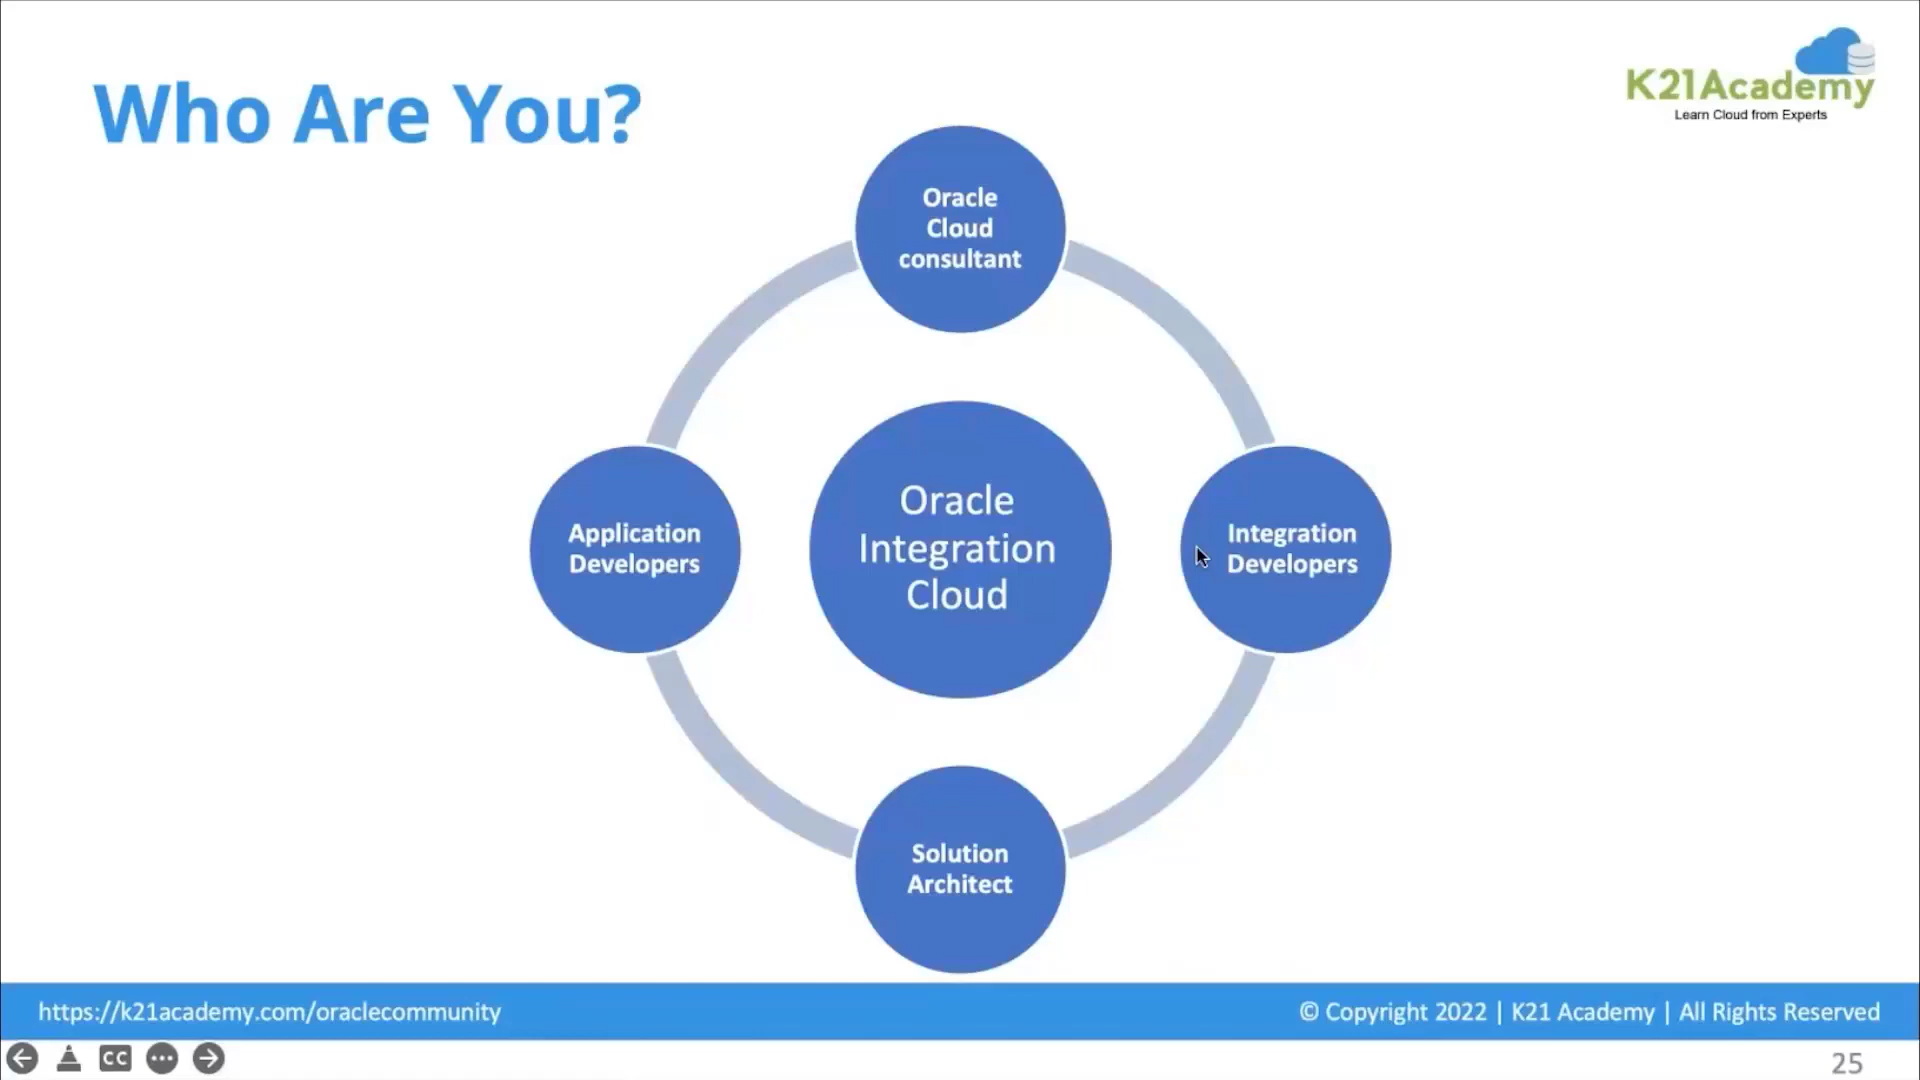 Who Are You?
K21Academy
Learn Cloud from Experts
Oracle
Cloud
consultant
Application
Developers
Oracle
Integration
Cloud
Integration
Developers
Solution
Architect
https://k21academy.com/oraclecommunity
© Copyright 2022 | K21 Academy | All Rights Reserved
CC
25